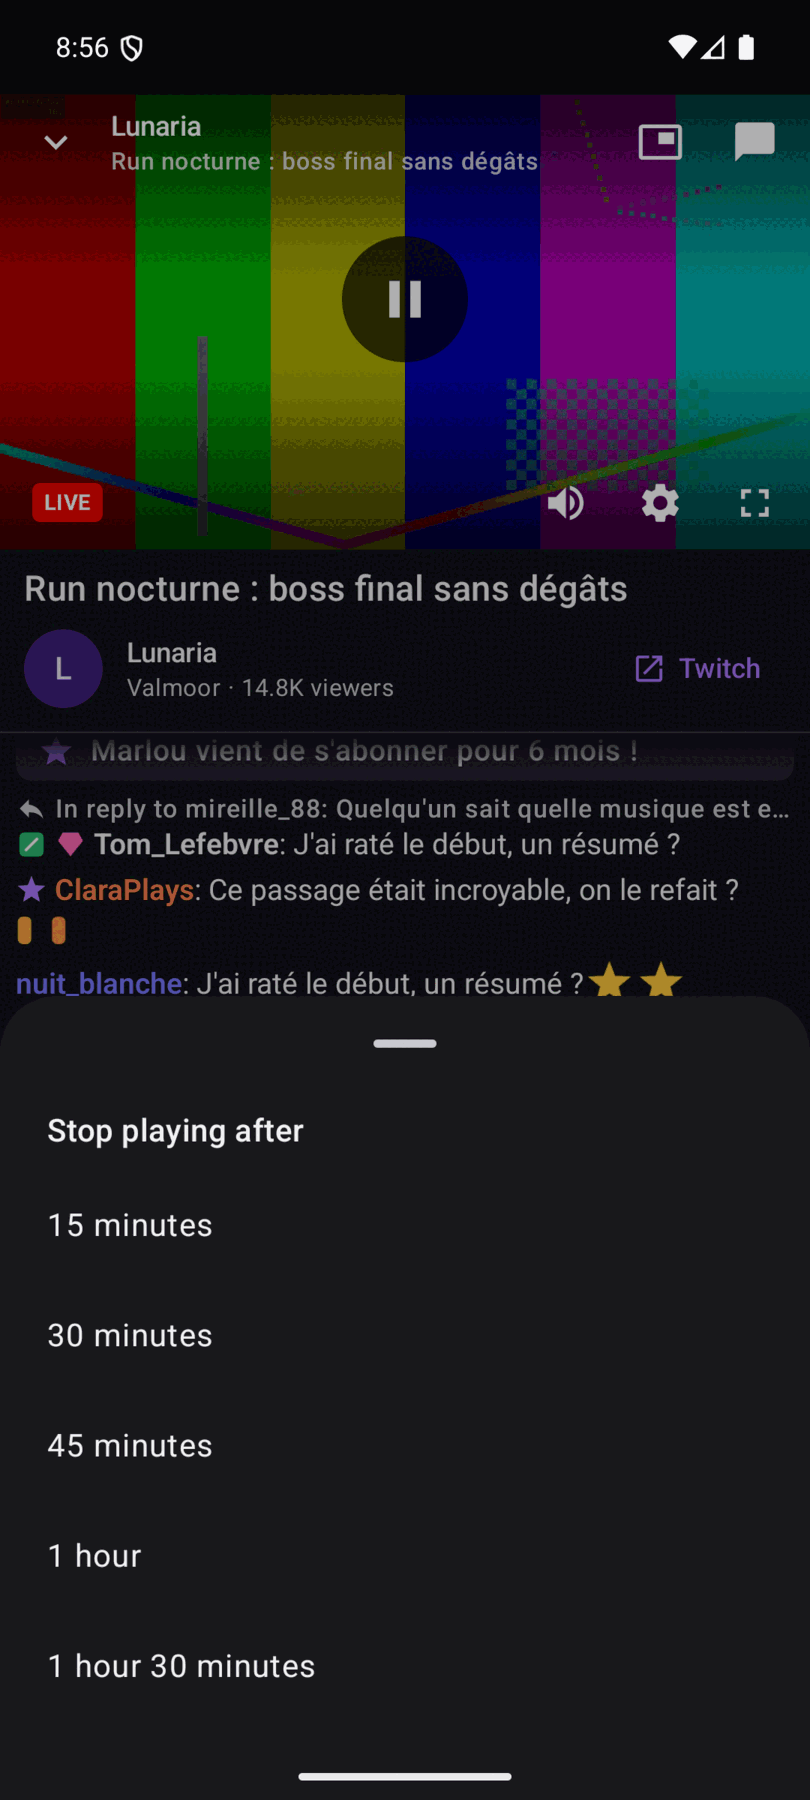 8:56
Lunaria
Run nocturne : boss final sans dégâts
LIVE
Run nocturne : boss final sans dégâts
L
Lunaria
Valmoor · 14.8K viewers
Twitch
Marlou vient de s'abonner pour 6 mois !
In reply to mireille_88: Quelqu'un sait quelle musique est e…
Tom_Lefebvre: J'ai raté le début, un résumé ?
ClaraPlays: Ce passage était incroyable, on le refait ?
nuit_blanche: J'ai raté le début, un résumé ?
Stop playing after
15 minutes
30 minutes
45 minutes
1 hour
1 hour 30 minutes